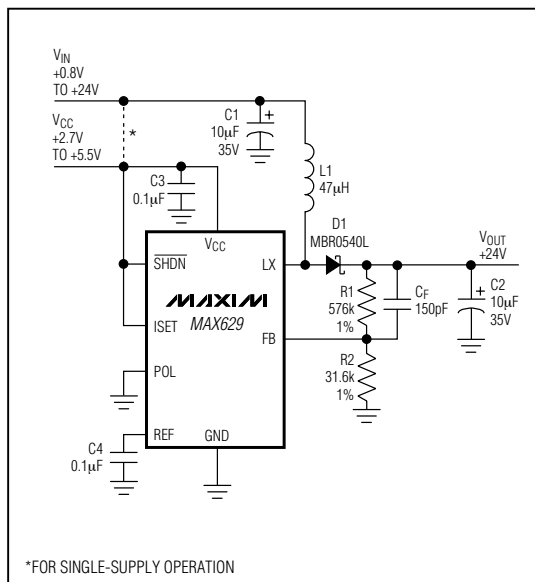 VIN
+0.8V
TO +24V
VCC
+2.7V
TO +5.5V
*
C1
10µF
35V
L1
47µH
C3
0.1µF
D1
MBR0540L
VOUT
+24V
VCC
SHDN
LX
MAXIM
MAX629
ISET
FB
POL
REF
GND
R1
576k
1%
CF
150pF
C2
10µF
35V
R2
31.6k
1%
C4
0.1µF
*FOR SINGLE-SUPPLY OPERATION